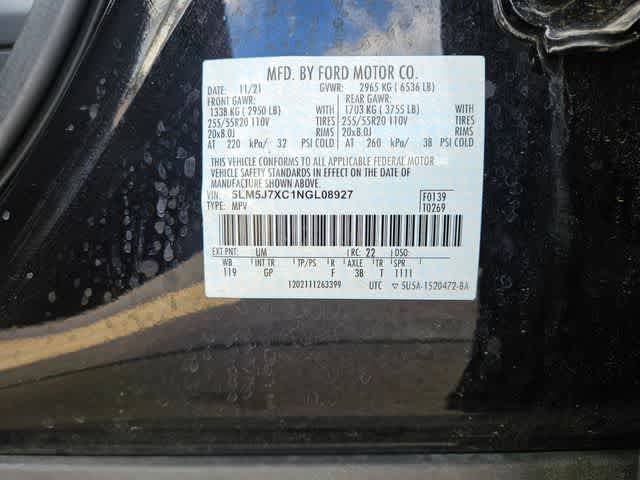 MFD. BY FORD MOTOR CO.
DATE: 11/21 GVWR: 2965 KG ( 6536 LB)
FRONT GAWR: REAR GAWR:
1338 KG ( 2950 LB) WITH 1703 KG ( 3755 LB) WITH
255/55R20 110V TIRES 255/55R20 110V TIRES
20x8.0J RIMS 20x8.0J RIMS
AT 220 kPa/ 32 PSI COLD AT 260 kPa/ 38 PSI COLD
THIS VEHICLE CONFORMS TO ALL APPLICABLE FEDERAL MOTOR
VEHICLE SAFETY STANDARDS IN EFFECT ON THE DATE OF
MANUFACTURE SHOWN ABOVE.
VIN: 5LM5J7XC1NGL08927 F0139
TYPE: MPV T0269
EXT PNT: UM RC: 22 DSO:
WB INT TR TP/PS R AXLE TR SPR
119 GP F 3B T 1111
1202111263399 UTC ▽ 5U5A-1520472-BA